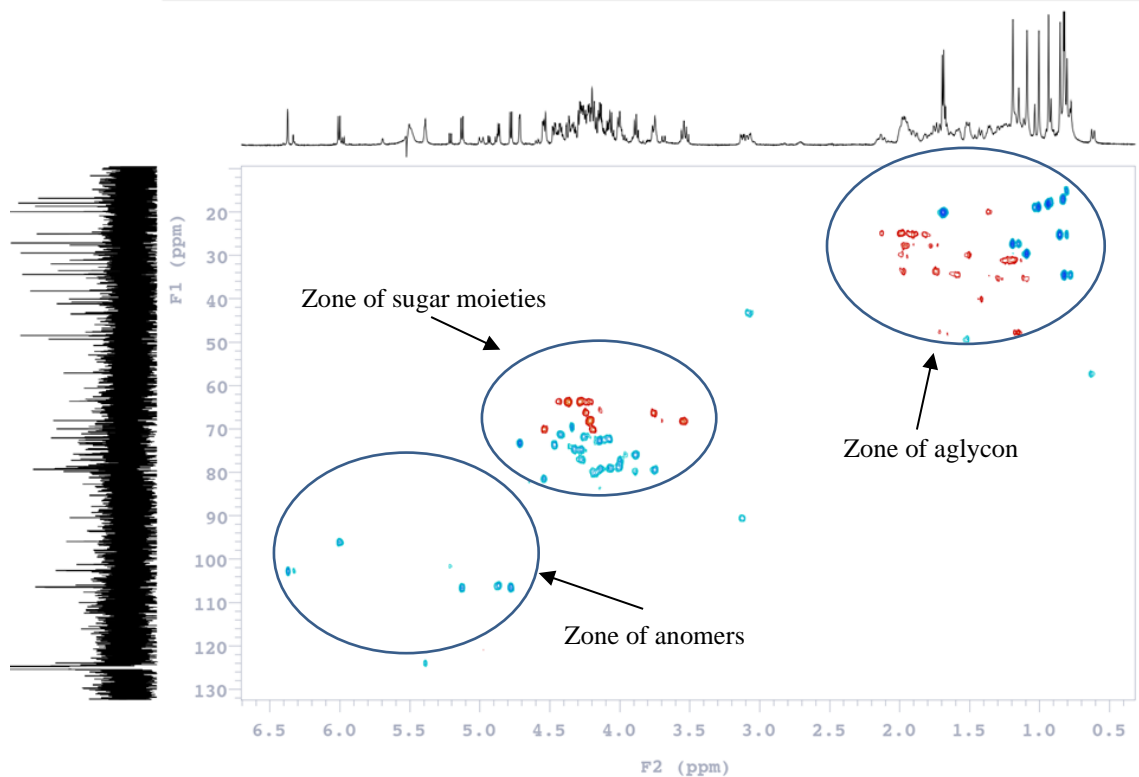 20
30
Zone of sugar moieties
40
F1 (ppm)
50
60
70
Zone of aglycon
80
90
100
110
Zone of anomers
120
130
6.5 6.0 5.5 5.0 4.5 4.0 3.5 3.0 2.5 2.0 1.5 1.0 0.5
F2 (ppm)